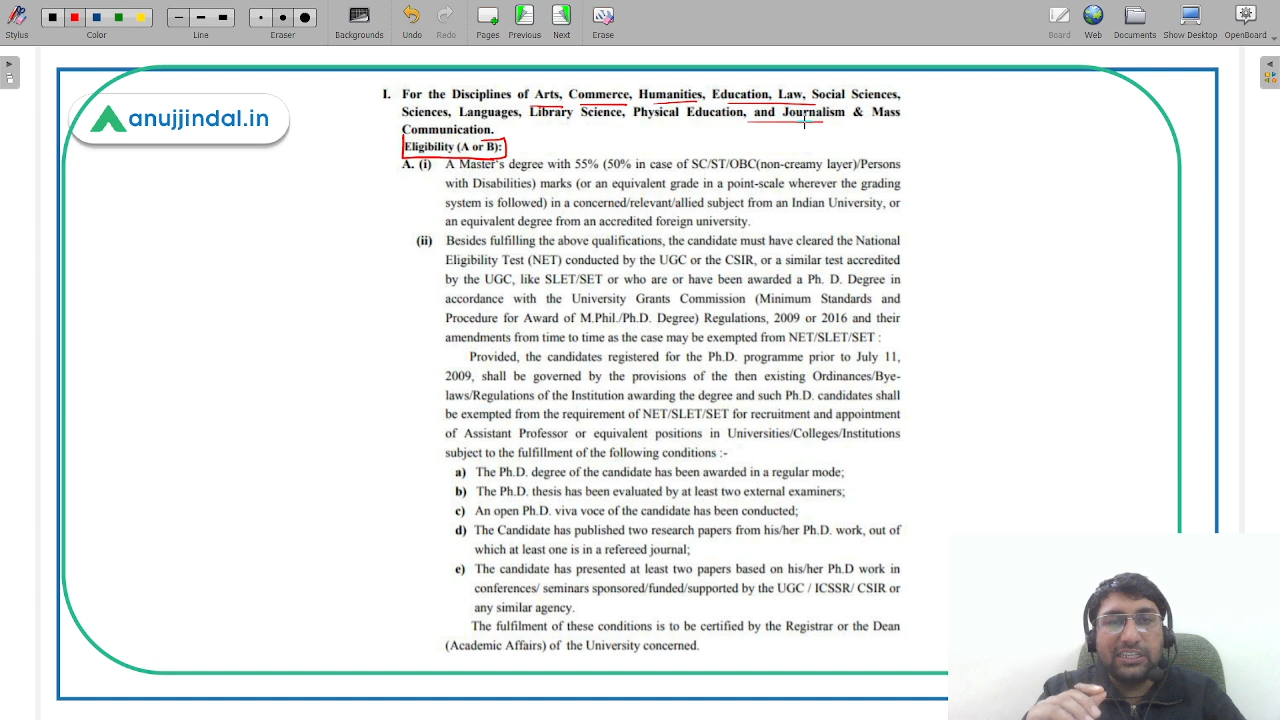 Stylus
Color
Line
Eraser
Backgrounds
Undo
Redo
Pages
Previous
Next
Erase
Board
Web
Documents
Show Desktop
OpenBoard
anujjindal.in
I. For the Disciplines of Arts, Commerce, Humanities, Education, Law, Social Sciences,
Sciences, Languages, Library Science, Physical Education, and Journalism & Mass
Communication.
Eligibility (A or B):
A. (i) A Master's degree with 55% (50% in case of SC/ST/OBC(non-creamy layer)/Persons
with Disabilities) marks (or an equivalent grade in a point-scale wherever the grading
system is followed) in a concerned/relevant/allied subject from an Indian University, or
an equivalent degree from an accredited foreign university.
(ii) Besides fulfilling the above qualifications, the candidate must have cleared the National
Eligibility Test (NET) conducted by the UGC or the CSIR, or a similar test accredited
by the UGC, like SLET/SET or who are or have been awarded a Ph. D. Degree in
accordance with the University Grants Commission (Minimum Standards and
Procedure for Award of M.Phil./Ph.D. Degree) Regulations, 2009 or 2016 and their
amendments from time to time as the case may be exempted from NET/SLET/SET :
Provided, the candidates registered for the Ph.D. programme prior to July 11,
2009, shall be governed by the provisions of the then existing Ordinances/Bye-
laws/Regulations of the Institution awarding the degree and such Ph.D. candidates shall
be exempted from the requirement of NET/SLET/SET for recruitment and appointment
of Assistant Professor or equivalent positions in Universities/Colleges/Institutions
subject to the fulfillment of the following conditions :-
a) The Ph.D. degree of the candidate has been awarded in a regular mode;
b) The Ph.D. thesis has been evaluated by at least two external examiners;
c) An open Ph.D. viva voce of the candidate has been conducted;
d) The Candidate has published two research papers from his/her Ph.D. work, out of
which at least one is in a refereed journal;
e) The candidate has presented at least two papers based on his/her Ph.D work in
conferences/ seminars sponsored/funded/supported by the UGC / ICSSR/ CSIR or
any similar agency.
The fulfilment of these conditions is to be certified by the Registrar or the Dean
(Academic Affairs) of the University concerned.